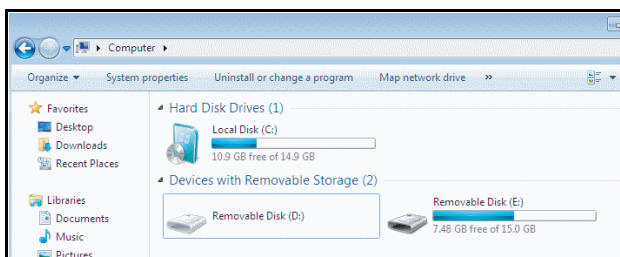 Computer
Organize System properties Uninstall or change a program Map network drive »
Favorites
Desktop
Downloads
Recent Places
Libraries
Documents
Music
Pictures
Hard Disk Drives (1)
Local Disk (C:)
10.9 GB free of 14.9 GB
Devices with Removable Storage (2)
Removable Disk (D:)
Removable Disk (E:)
7.48 GB free of 15.0 GB